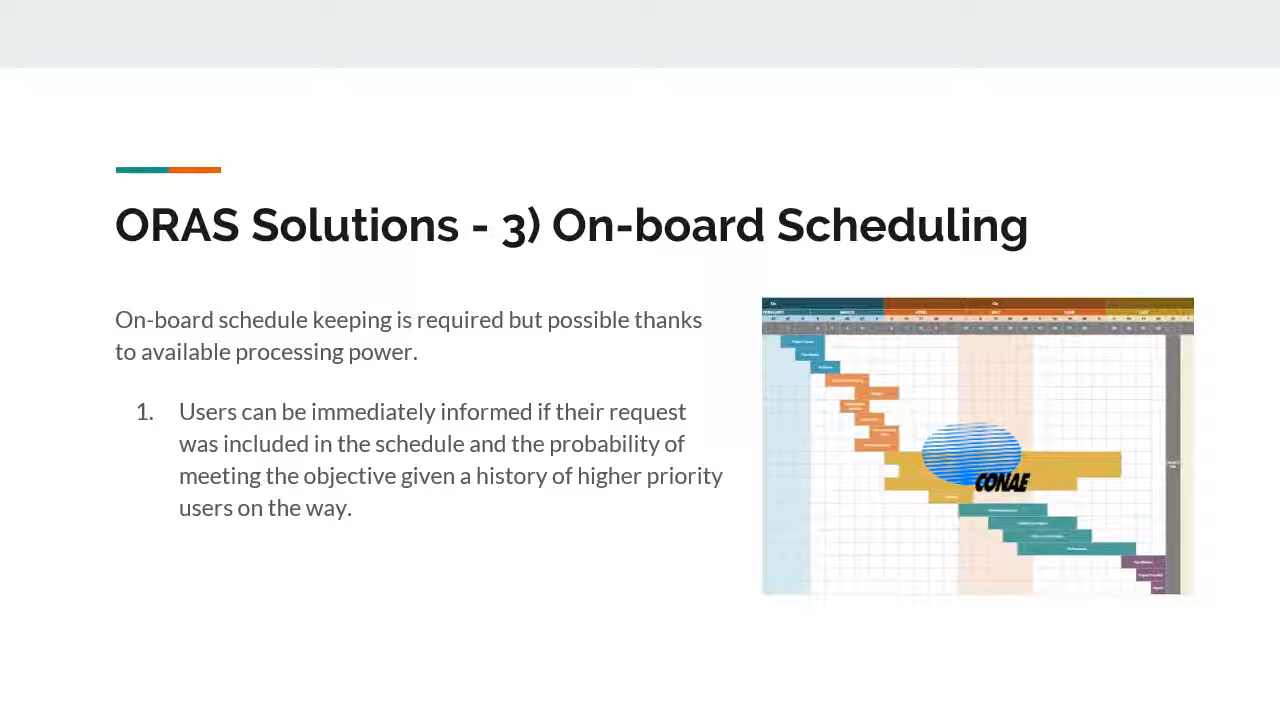 ORAS Solutions - 3) On-board Scheduling
On-board schedule keeping is required but possible thanks
to available processing power.
1. Users can be immediately informed if their request
was included in the schedule and the probability of
meeting the objective given a history of higher priority
users on the way.
CONAE